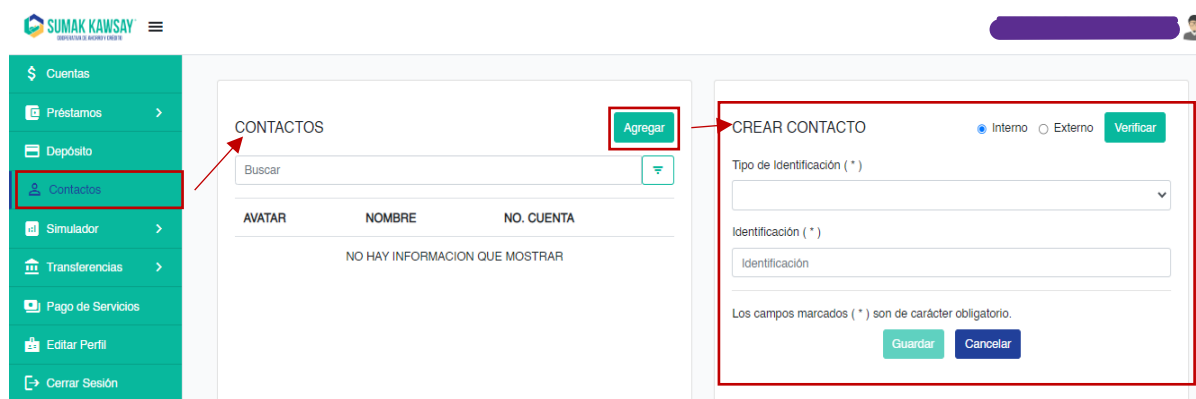 SUMAK KAWSAY
COOPERATIVA DE AHORRO Y CRÉDITO
Cuentas
Préstamos
Depósito
Contactos
Simulador
Transferencias
Pago de Servicios
Editar Perfil
Cerrar Sesión
CONTACTOS
Agregar
Buscar
AVATAR NOMBRE NO. CUENTA
NO HAY INFORMACION QUE MOSTRAR
CREAR CONTACTO
Interno Externo Verificar
Tipo de Identificación ( * )
Identificación ( * )
Identificación
Los campos marcados ( * ) son de carácter obligatorio.
Guardar Cancelar